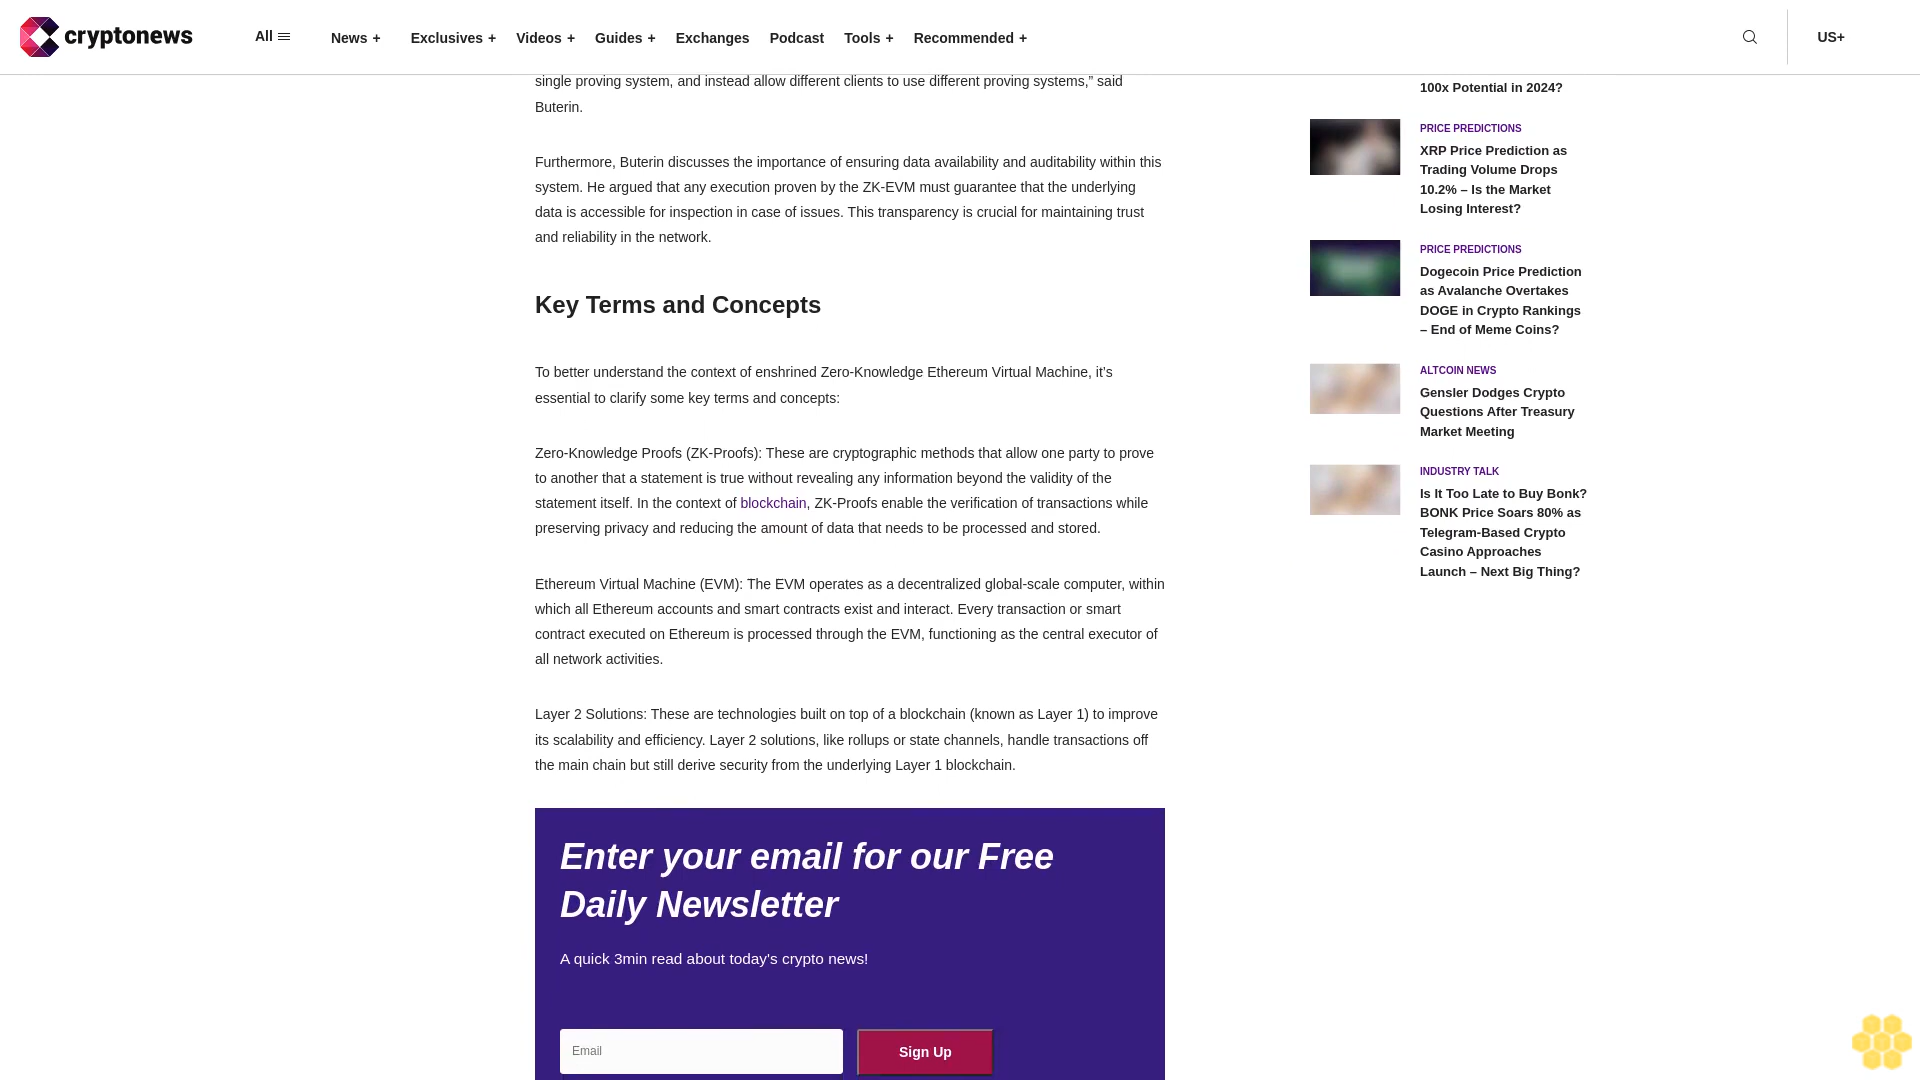 cryptonews
All
News +
Exclusives +
Videos +
Guides +
Exchanges
Podcast
Tools +
Recommended +
US+
single proving system, and instead allow different clients to use different proving systems,” said
Buterin.
Furthermore, Buterin discusses the importance of ensuring data availability and auditability within this
system. He argued that any execution proven by the ZK-EVM must guarantee that the underlying
data is accessible for inspection in case of issues. This transparency is crucial for maintaining trust
and reliability in the network.
Key Terms and Concepts
To better understand the context of enshrined Zero-Knowledge Ethereum Virtual Machine, it’s
essential to clarify some key terms and concepts:
Zero-Knowledge Proofs (ZK-Proofs): These are cryptographic methods that allow one party to prove
to another that a statement is true without revealing any information beyond the validity of the
statement itself. In the context of blockchain, ZK-Proofs enable the verification of transactions while
preserving privacy and reducing the amount of data that needs to be processed and stored.
Ethereum Virtual Machine (EVM): The EVM operates as a decentralized global-scale computer, within
which all Ethereum accounts and smart contracts exist and interact. Every transaction or smart
contract executed on Ethereum is processed through the EVM, functioning as the central executor of
all network activities.
Layer 2 Solutions: These are technologies built on top of a blockchain (known as Layer 1) to improve
its scalability and efficiency. Layer 2 solutions, like rollups or state channels, handle transactions off
the main chain but still derive security from the underlying Layer 1 blockchain.
Enter your email for our Free
Daily Newsletter
A quick 3min read about today's crypto news!
Email
Sign Up
100x Potential in 2024?
PRICE PREDICTIONS
XRP Price Prediction as
Trading Volume Drops
10.2% – Is the Market
Losing Interest?
PRICE PREDICTIONS
Dogecoin Price Prediction
as Avalanche Overtakes
DOGE in Crypto Rankings
– End of Meme Coins?
ALTCOIN NEWS
Gensler Dodges Crypto
Questions After Treasury
Market Meeting
INDUSTRY TALK
Is It Too Late to Buy Bonk?
BONK Price Soars 80% as
Telegram-Based Crypto
Casino Approaches
Launch – Next Big Thing?